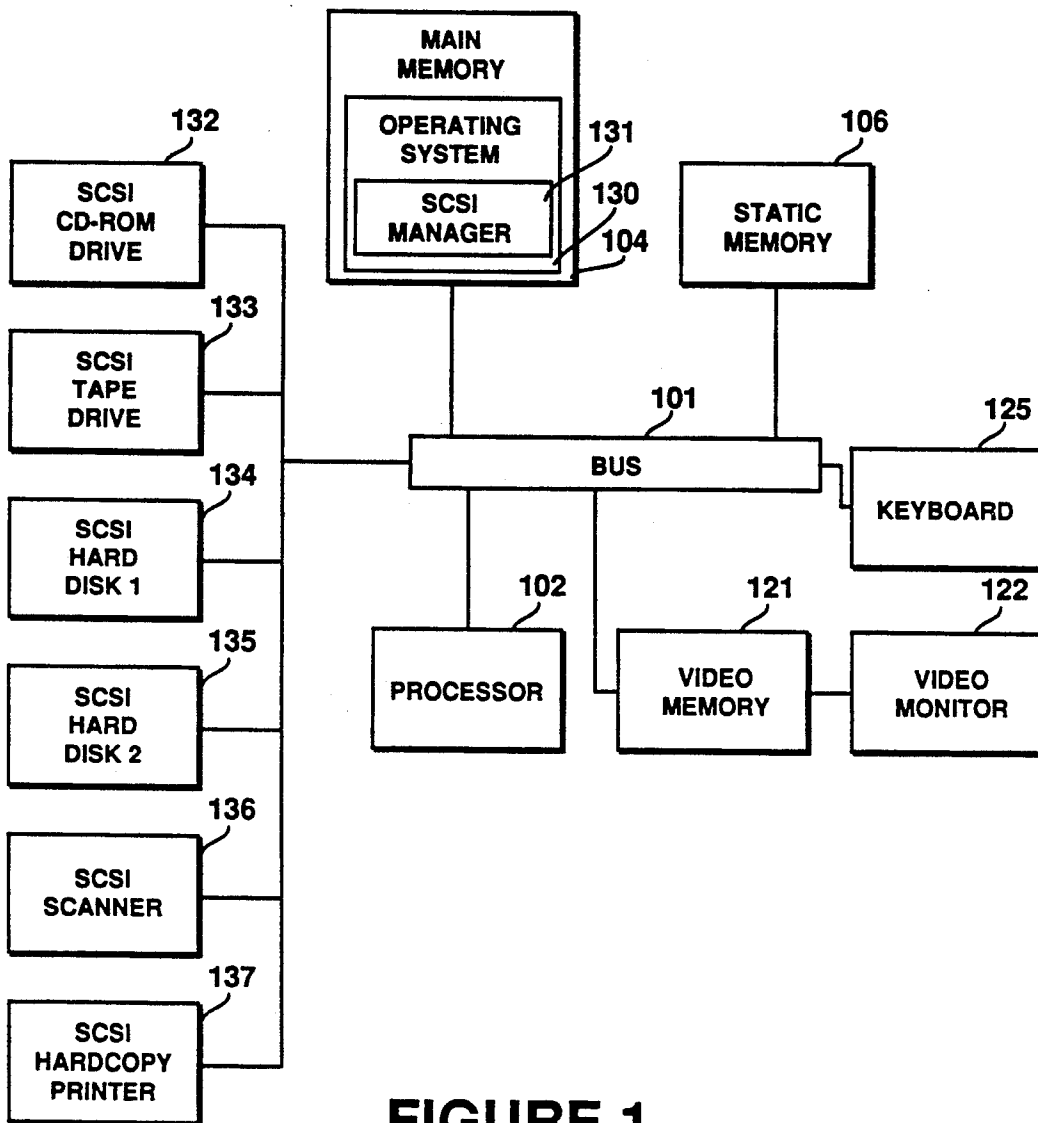 MAIN
MEMORY
OPERATING
SYSTEM
131
SCSI
MANAGER
130
104
132
SCSI
CD-ROM
DRIVE
106
STATIC
MEMORY
133
SCSI
TAPE
DRIVE
101
BUS
125
KEYBOARD
134
SCSI
HARD
DISK 1
102
PROCESSOR
121
VIDEO
MEMORY
122
VIDEO
MONITOR
135
SCSI
HARD
DISK 2
136
SCSI
SCANNER
137
SCSI
HARDCOPY
PRINTER
FIGURE 1